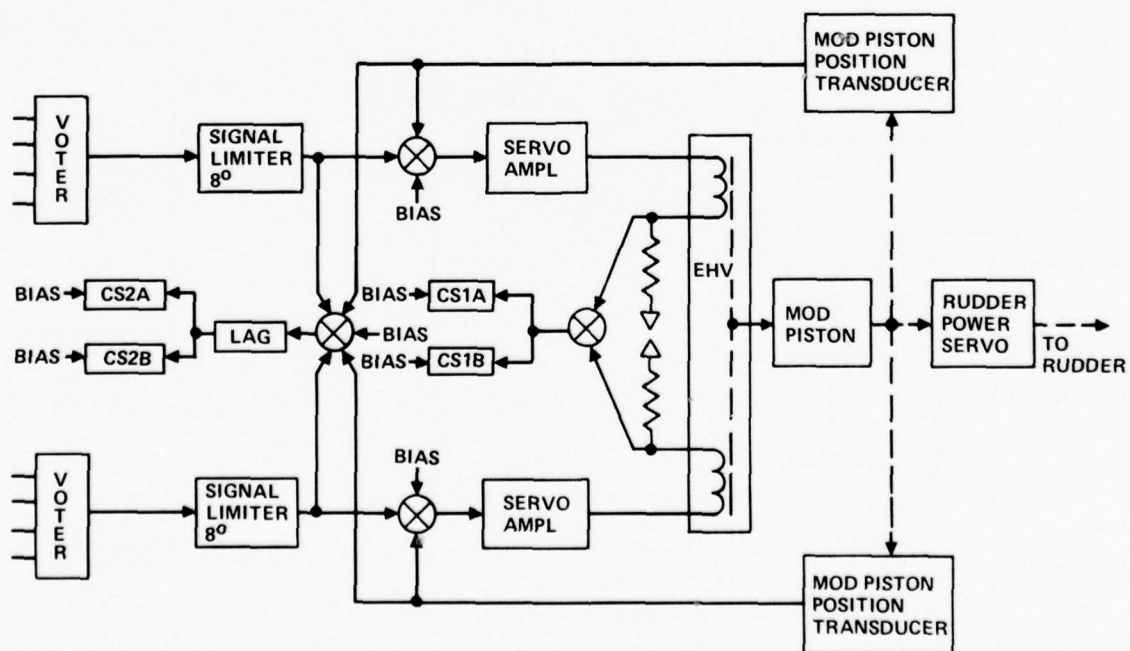 MOD PISTON
POSITION
TRANSDUCER
VOTER
SIGNAL
LIMITER
8°
SERVO
AMPL
BIAS
EHV
BIAS
CS2A
BIAS
CS1A
LAG
BIAS
BIAS
CS2B
BIAS
CS1B
MOD
PISTON
RUDDER
POWER
SERVO
TO
RUDDER
BIAS
VOTER
SIGNAL
LIMITER
8°
SERVO
AMPL
MOD PISTON
POSITION
TRANSDUCER